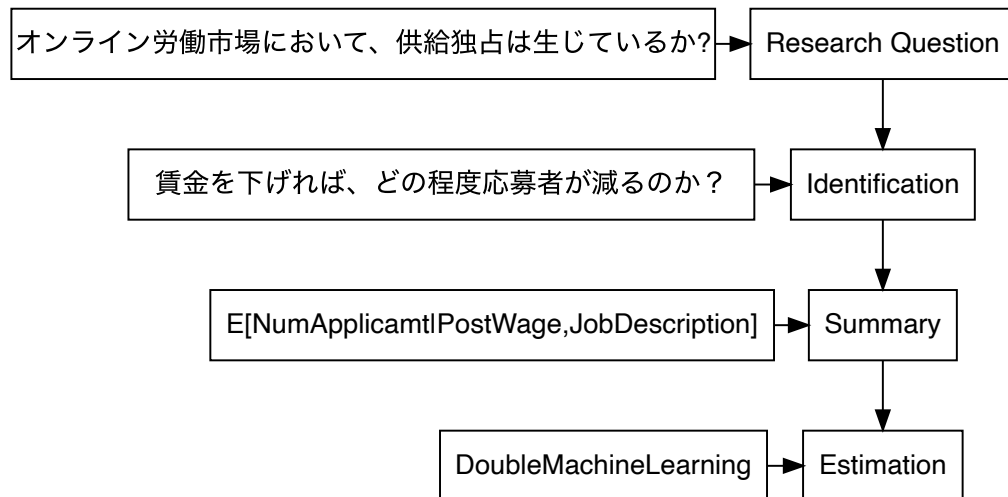 オンライン労働市場において、供給独占は生じているか?
Research Question
賃金を下げれば、どの程度応募者が減るのか？
Identification
E[NumApplicamt|PostWage,JobDescription]
Summary
DoubleMachineLearning
Estimation